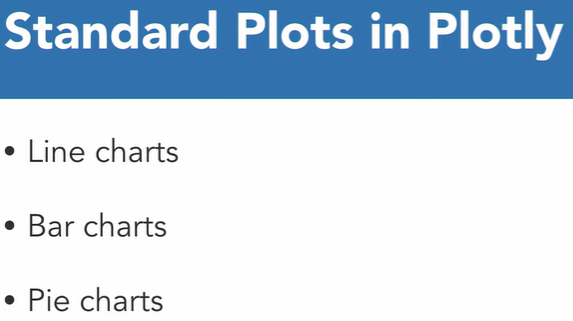 Standard Plots in Plotly
• Line charts
• Bar charts
• Pie charts